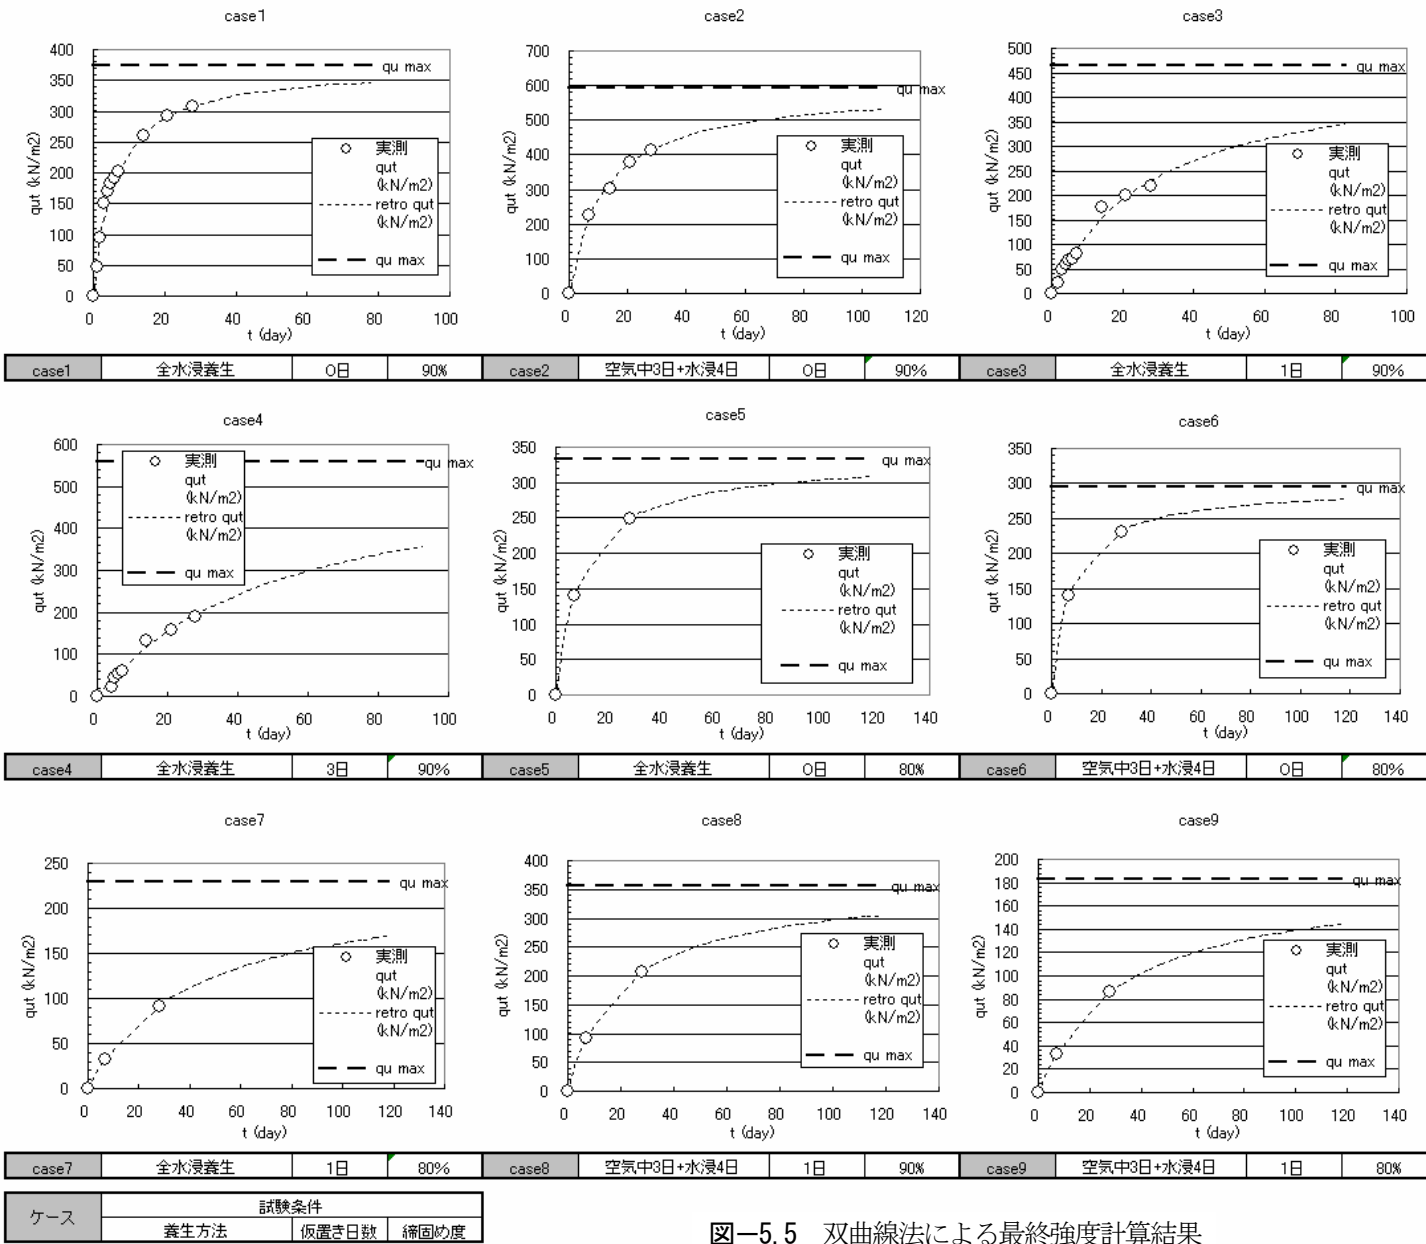 case1
400
350
300
250
200
150
100
50
0
qut (kN/m2)
qu max
実測
qut
(kN/m2)
retro qut
(kN/m2)
qu max
0 20 40 60 80 100
t (day)
case2
700
600
500
400
300
200
100
0
qut (kN/m2)
qu max
実測
qut
(kN/m2)
retro qut
(kN/m2)
qu max
0 20 40 60 80 100 120
t (day)
case3
500
450
400
350
300
250
200
150
100
50
0
qut (kN/m2)
qu max
実測
qut
(kN/m2)
retro qut
(kN/m2)
qu max
0 20 40 60 80 100
t (day)
case1 全水浸養生 0日 90% case2 空気中3日+水浸4日 0日 90% case3 全水浸養生 1日 90%
case4
600
500
400
300
200
100
0
qut (kN/m2)
qu max
実測
qut
(kN/m2)
retro qut
(kN/m2)
qu max
0 20 40 60 80 100
t (day)
case5
350
300
250
200
150
100
50
0
qut (kN/m2)
qu max
実測
qut
(kN/m2)
retro qut
(kN/m2)
qu max
0 20 40 60 80 100 120 140
t (day)
case6
350
300
250
200
150
100
50
0
qut (kN/m2)
qu max
実測
qut
(kN/m2)
retro qut
(kN/m2)
qu max
0 20 40 60 80 100 120 140
t (day)
case4 全水浸養生 3日 90% case5 全水浸養生 0日 80% case6 空気中3日+水浸4日 0日 80%
case7
250
200
150
100
50
0
qut (kN/m2)
qu max
実測
qut
(kN/m2)
retro qut
(kN/m2)
qu max
0 20 40 60 80 100 120 140
t (day)
case8
400
350
300
250
200
150
100
50
0
qut (kN/m2)
qu max
実測
qut
(kN/m2)
retro qut
(kN/m2)
qu max
0 20 40 60 80 100 120 140
t (day)
case9
200
180
160
140
120
100
80
60
40
20
0
qut (kN/m2)
qu max
実測
qut
(kN/m2)
retro qut
(kN/m2)
qu max
0 20 40 60 80 100 120 140
t (day)
case7 全水浸養生 1日 80% case8 空気中3日+水浸4日 1日 90% case9 空気中3日+水浸4日 1日 80%
ケース 試験条件
養生方法 仮置き日数 締固め度
図－5.5 双曲線法による最終強度計算結果